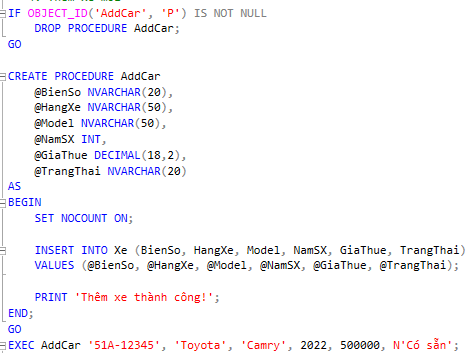 IF OBJECT_ID('AddCar', 'P') IS NOT NULL
DROP PROCEDURE AddCar;
GO
CREATE PROCEDURE AddCar
@BienSo NVARCHAR(20),
@HangXe NVARCHAR(50),
@Model NVARCHAR(50),
@NamSX INT,
@GiaThue DECIMAL(18,2),
@TrangThai NVARCHAR(20)
AS
BEGIN
SET NOCOUNT ON;
INSERT INTO Xe (BienSo, HangXe, Model, NamSX, GiaThue, TrangThai)
VALUES (@BienSo, @HangXe, @Model, @NamSX, @GiaThue, @TrangThai);
PRINT 'Thêm xe thành công!';
END;
GO
EXEC AddCar '51A-12345', 'Toyota', 'Camry', 2022, 500000, N'Có sẵn';